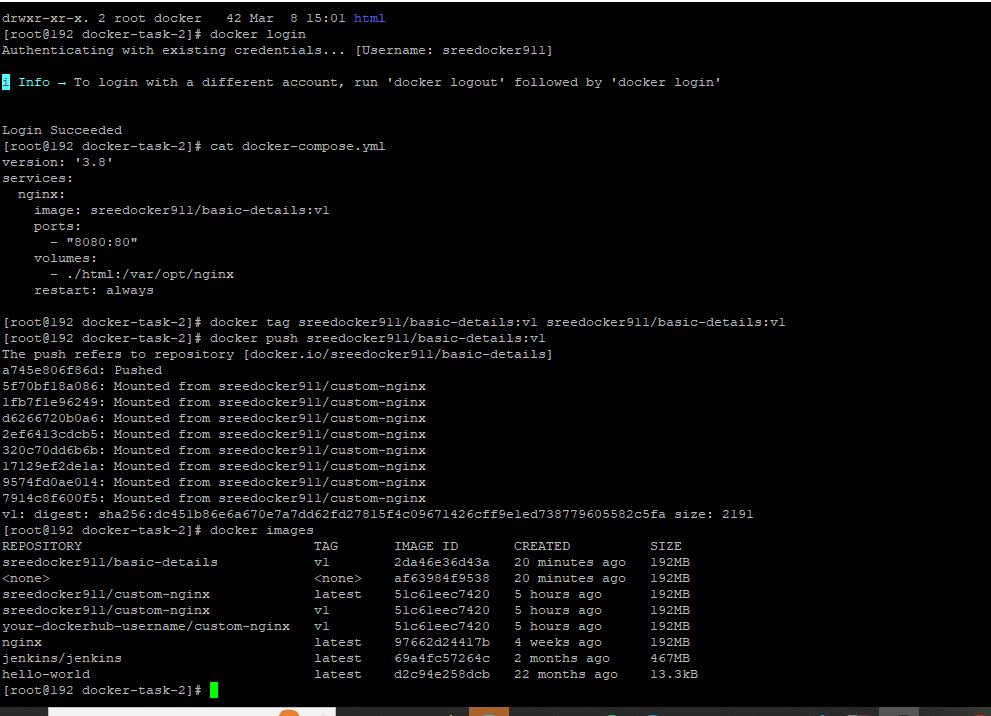 drwxr-xr-x. 2 root docker   42 Mar  8 15:01 html
[root@192 docker-task-2]# docker login
Authenticating with existing credentials... [Username: sreedocker911]
i Info → To login with a different account, run 'docker logout' followed by 'docker login'
Login Succeeded
[root@192 docker-task-2]# cat docker-compose.yml
version: '3.8'
services:
  nginx:
    image: sreedocker911/basic-details:v1
    ports:
      - "8080:80"
    volumes:
      - ./html:/var/opt/nginx
    restart: always
[root@192 docker-task-2]# docker tag sreedocker911/basic-details:v1 sreedocker911/basic-details:v1
[root@192 docker-task-2]# docker push sreedocker911/basic-details:v1
The push refers to repository [docker.io/sreedocker911/basic-details]
a745e806f86d: Pushed
5f70bf18a086: Mounted from sreedocker911/custom-nginx
1fb7f1e96249: Mounted from sreedocker911/custom-nginx
d6266720b0a6: Mounted from sreedocker911/custom-nginx
2ef6413cdcb5: Mounted from sreedocker911/custom-nginx
320c70dd6b6b: Mounted from sreedocker911/custom-nginx
17129ef2de1a: Mounted from sreedocker911/custom-nginx
9574fd0ae014: Mounted from sreedocker911/custom-nginx
7914c8f600f5: Mounted from sreedocker911/custom-nginx
v1: digest: sha256:dc451b86e6a670e7a7dd62fd27815f4c09671426cff9e1ed738779605582c5fa size: 2191
[root@192 docker-task-2]# docker images
REPOSITORY                             TAG       IMAGE ID       CREATED          SIZE
sreedocker911/basic-details            v1        2da46e36d43a   20 minutes ago   192MB
<none>                                 <none>    af63984f9538   20 minutes ago   192MB
sreedocker911/custom-nginx             latest    51c61eec7420   5 hours ago      192MB
sreedocker911/custom-nginx             v1        51c61eec7420   5 hours ago      192MB
your-dockerhub-username/custom-nginx   v1        51c61eec7420   5 hours ago      192MB
nginx                                  latest    97662d24417b   4 weeks ago      192MB
jenkins/jenkins                        latest    69a4fc57264c   2 months ago     467MB
hello-world                            latest    d2c94e258dcb   22 months ago    13.3kB
[root@192 docker-task-2]#